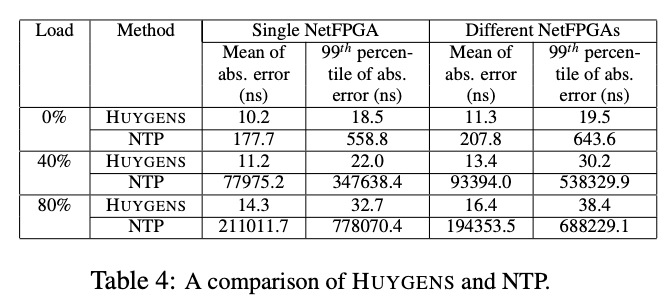 Load Method Single NetFPGA Different NetFPGAs
Mean of 99th percen- Mean of 99th percen-
abs. error tile of abs. abs. error tile of abs.
(ns) error (ns) (ns) error (ns)
0% HUYGENS 10.2 18.5 11.3 19.5
NTP 177.7 558.8 207.8 643.6
40% HUYGENS 11.2 22.0 13.4 30.2
NTP 77975.2 347638.4 93394.0 538329.9
80% HUYGENS 14.3 32.7 16.4 38.4
NTP 211011.7 778070.4 194353.5 688229.1
Table 4: A comparison of HUYGENS and NTP.